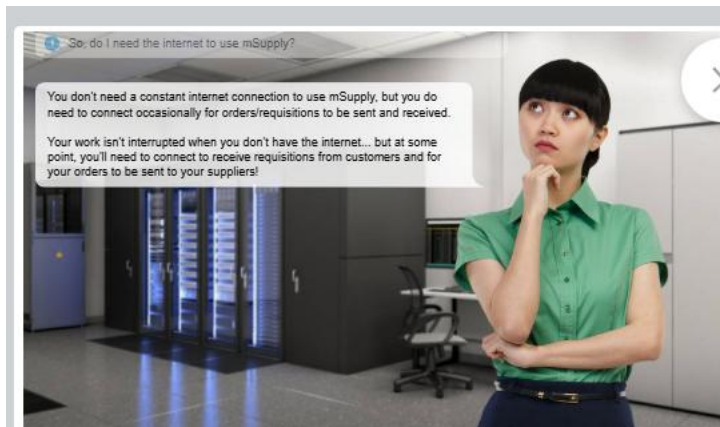 So, do I need the internet to use mSupply?
You don't need a constant internet connection to use mSupply, but you do
need to connect occasionally for orders/requisitions to be sent and received.
Your work isn't interrupted when you don't have the internet... but at some
point, you'll need to connect to receive requisitions from customers and for
your orders to be sent to your suppliers!